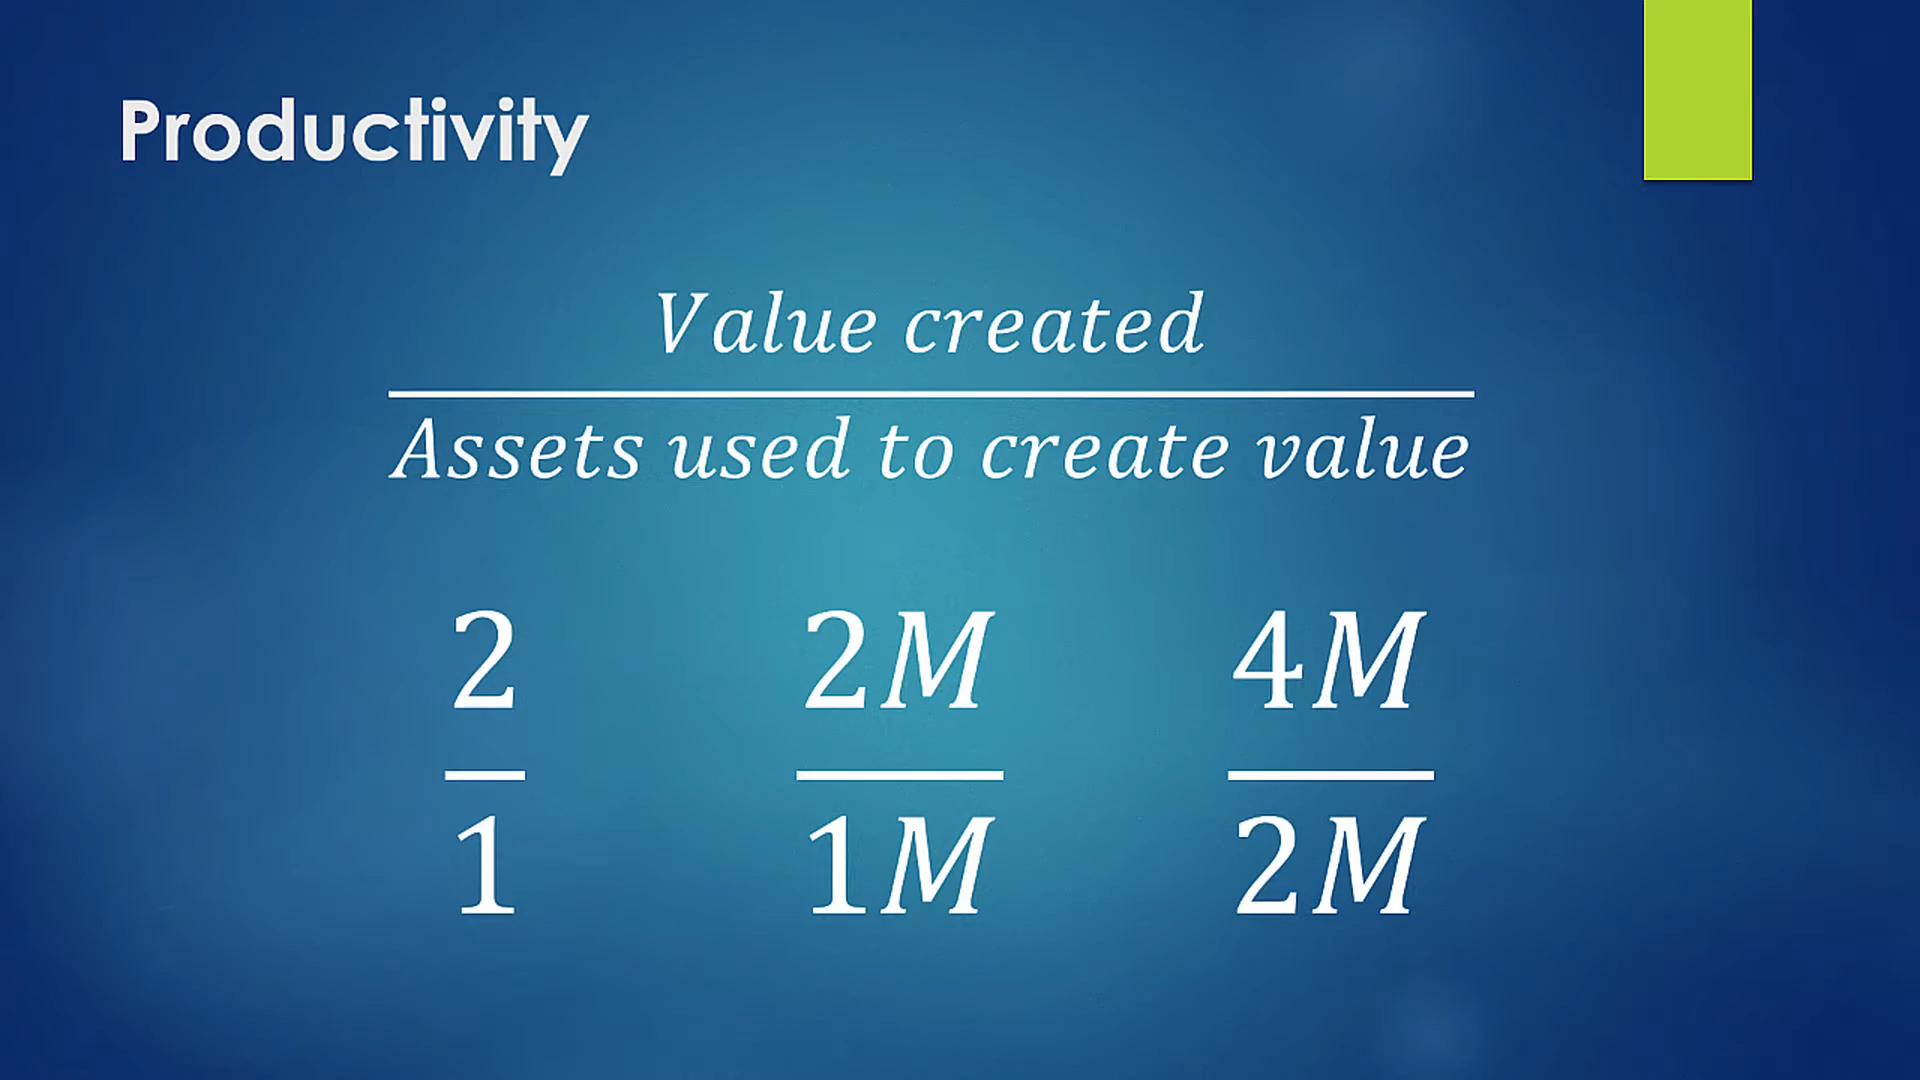 Productivity
Value created
Assets used to create value
2 2M 4M
1 1M 2M